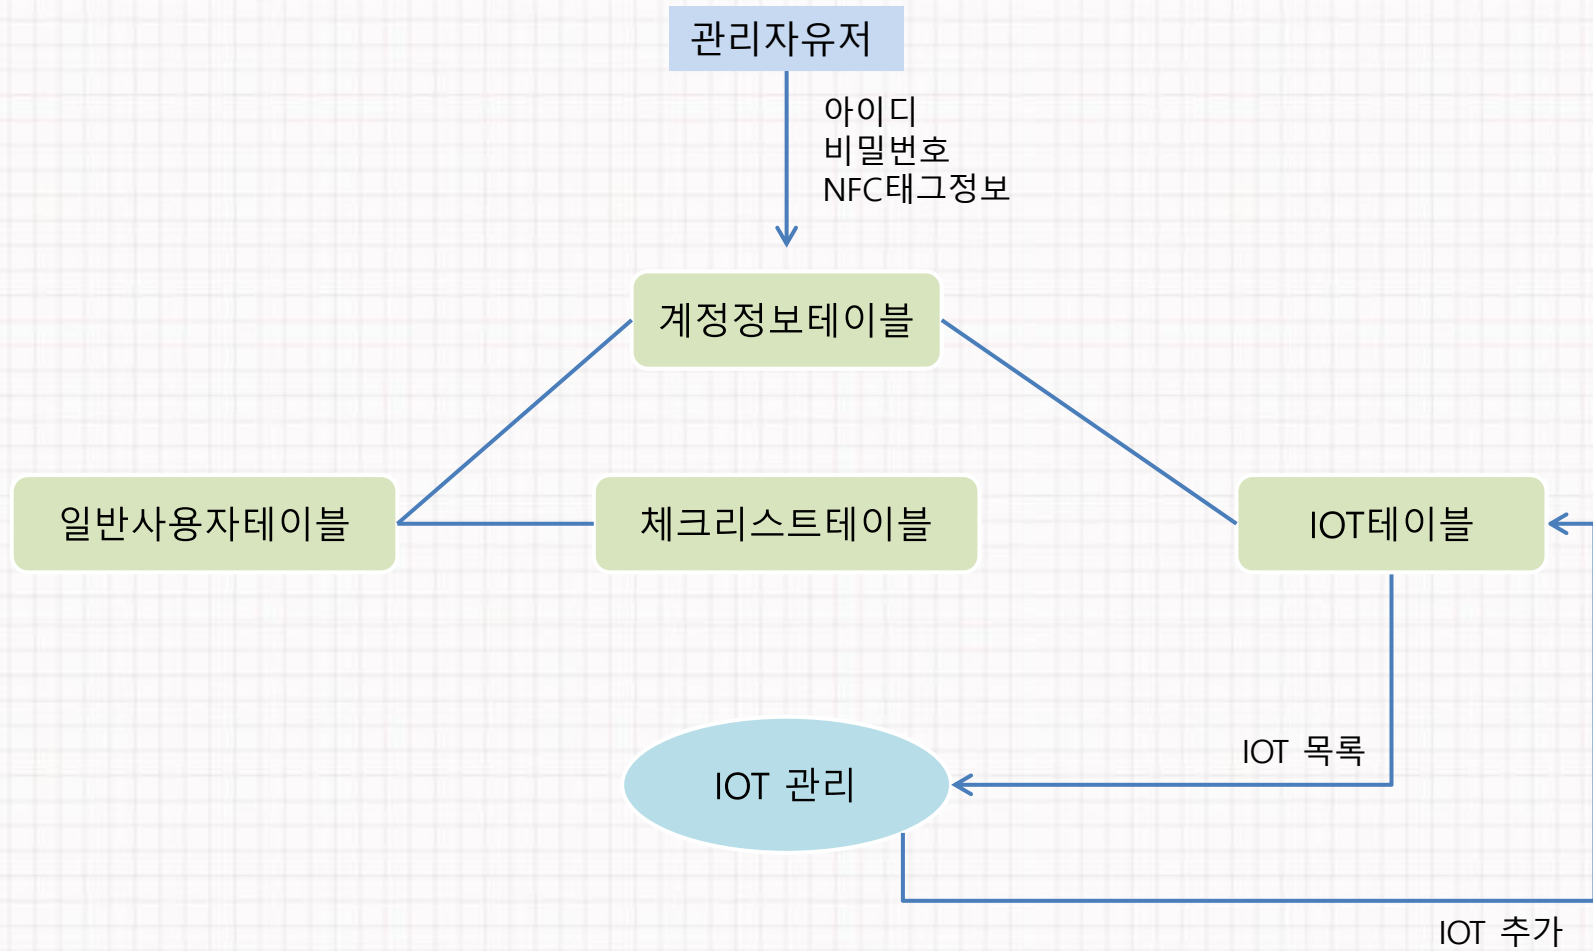 관리자유저
아이디
비밀번호
NFC태그정보
계정정보테이블
일반사용자테이블
체크리스트테이블
IOT테이블
IOT 목록
IOT 관리
IOT 추가